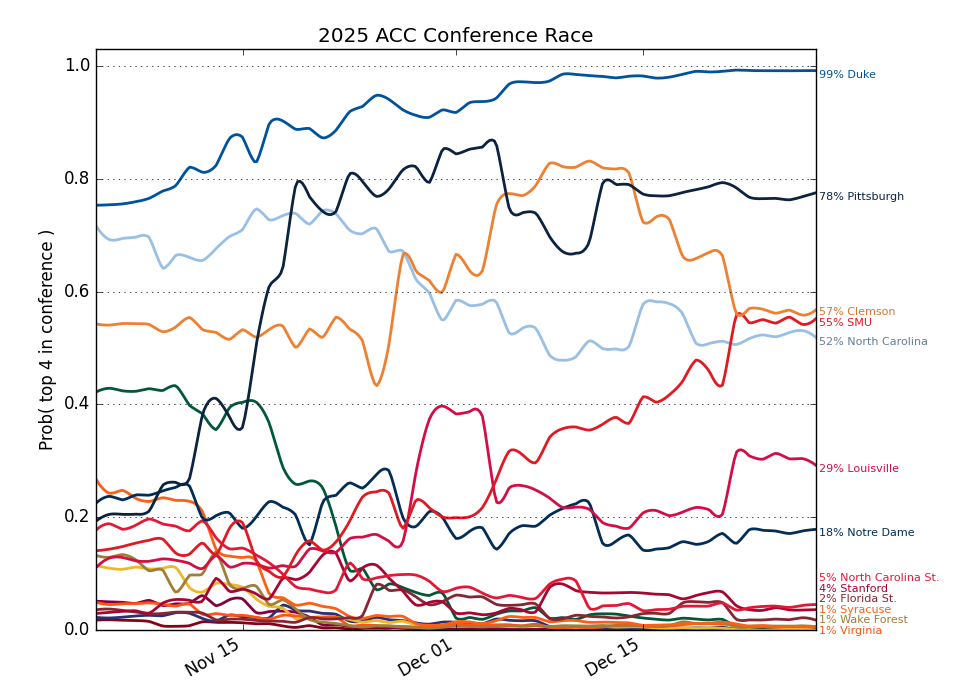 2025 ACC Conference Race
Prob( top 4 in conference )
1.0
0.8
0.6
0.4
0.2
0.0
Nov 15
Dec 01
Dec 15
99% Duke
78% Pittsburgh
57% Clemson
55% SMU
52% North Carolina
29% Louisville
18% Notre Dame
5% North Carolina St.
4% Stanford
2% Florida St.
1% Syracuse
1% Wake Forest
1% Virginia